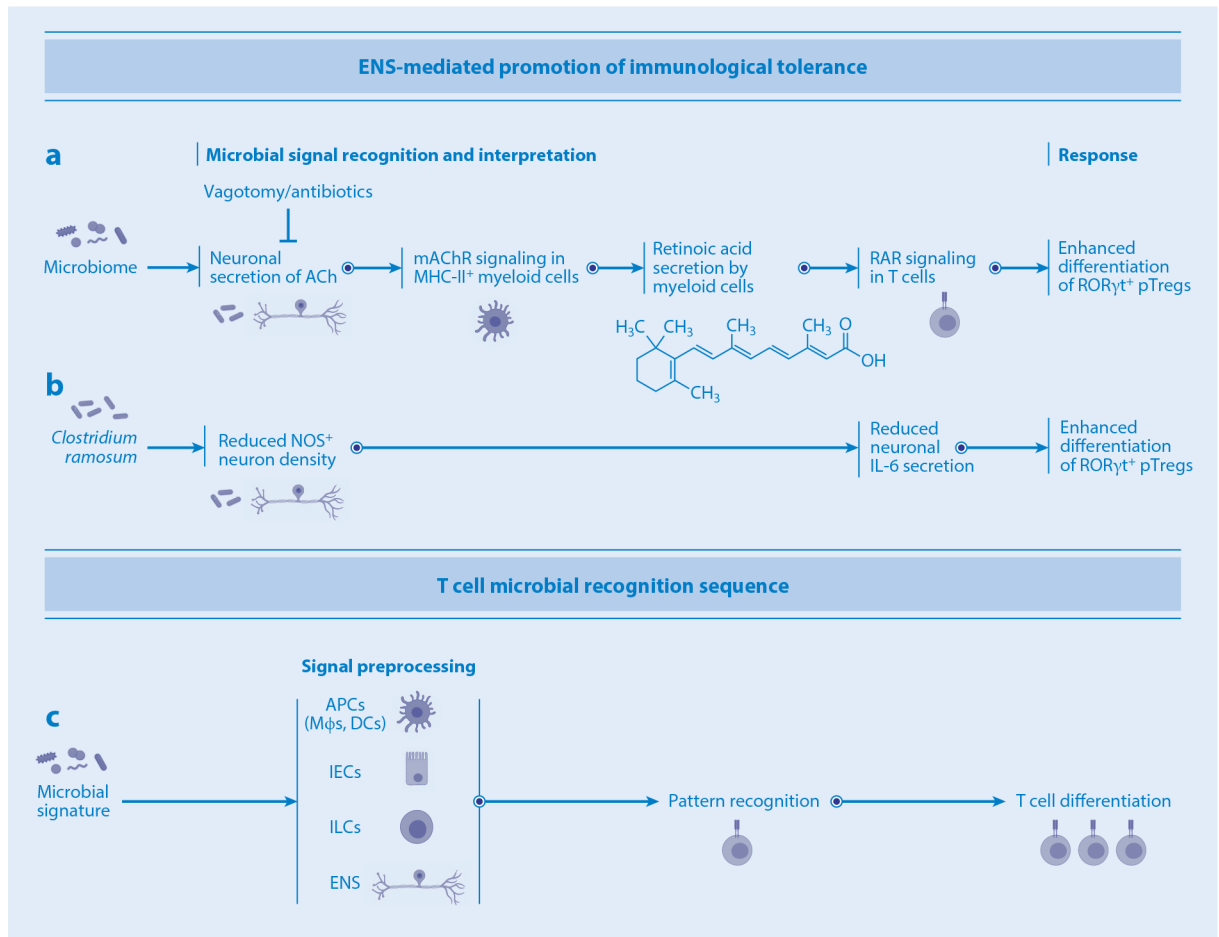 ENS-mediated promotion of immunological tolerance
a
Microbial signal recognition and interpretation
Response
Vagotomy/antibiotics
Microbiome
Neuronal
secretion of ACh
mAChR signaling in
MHC-II⁺ myeloid cells
Retinoic acid
secretion by
myeloid cells
RAR signaling
in T cells
Enhanced
differentiation
of RORγt⁺ pTregs
H₃C
CH₃
CH₃
CH₃
O
OH
CH₃
b
Clostridium
ramosum
Reduced NOS⁺
neuron density
Reduced
neuronal
IL-6 secretion
Enhanced
differentiation
of RORγt⁺ pTregs
T cell microbial recognition sequence
Signal preprocessing
c
Microbial
signature
APCs
(Mφs, DCs)
IECs
ILCs
ENS
Pattern recognition
T cell differentiation